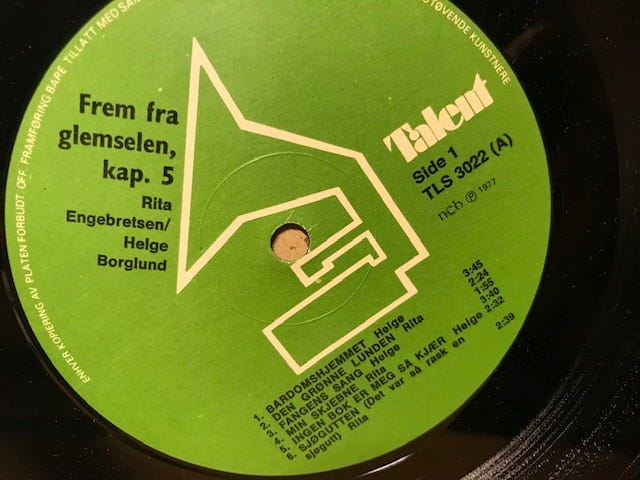 ENHVER KOPIERING AV PLATEN FORBUDT OFF. FRAMFØRING BARE TILLATT MED SAM
TØVENDE KUNSTNERE
Frem fra
glemselen,
kap. 5
Rita
Engebretsen/
Helge
Borglund
Talent
Side 1
TLS 3022 (A)
ncb Ⓟ 1977
1. BARDOMSHJEMMET Helge 3:45
2. DEN GRØNNE LUNDEN Rita 2:24
3. FANGENS SANG Helge 1:55
4. MIN SKJEBNE Rita 3:40
5. INGEN BOK ER MEG SÅ KJÆR Helge 2:32
6. SJØGUTTEN (Det var så rask en 2:39
sjøgutt) Rita